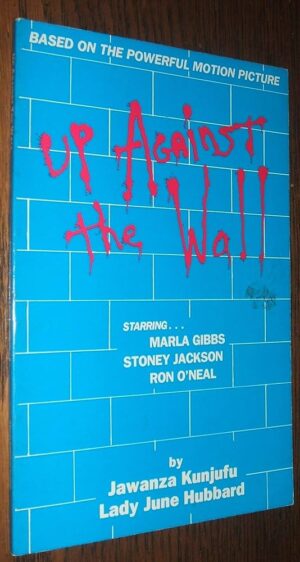 BASED ON THE POWERFUL MOTION PICTURE
UP AGAINST
the Wall
STARRING...
MARLA GIBBS
STONEY JACKSON
RON O'NEAL
by
Jawanza Kunjufu
Lady June Hubbard